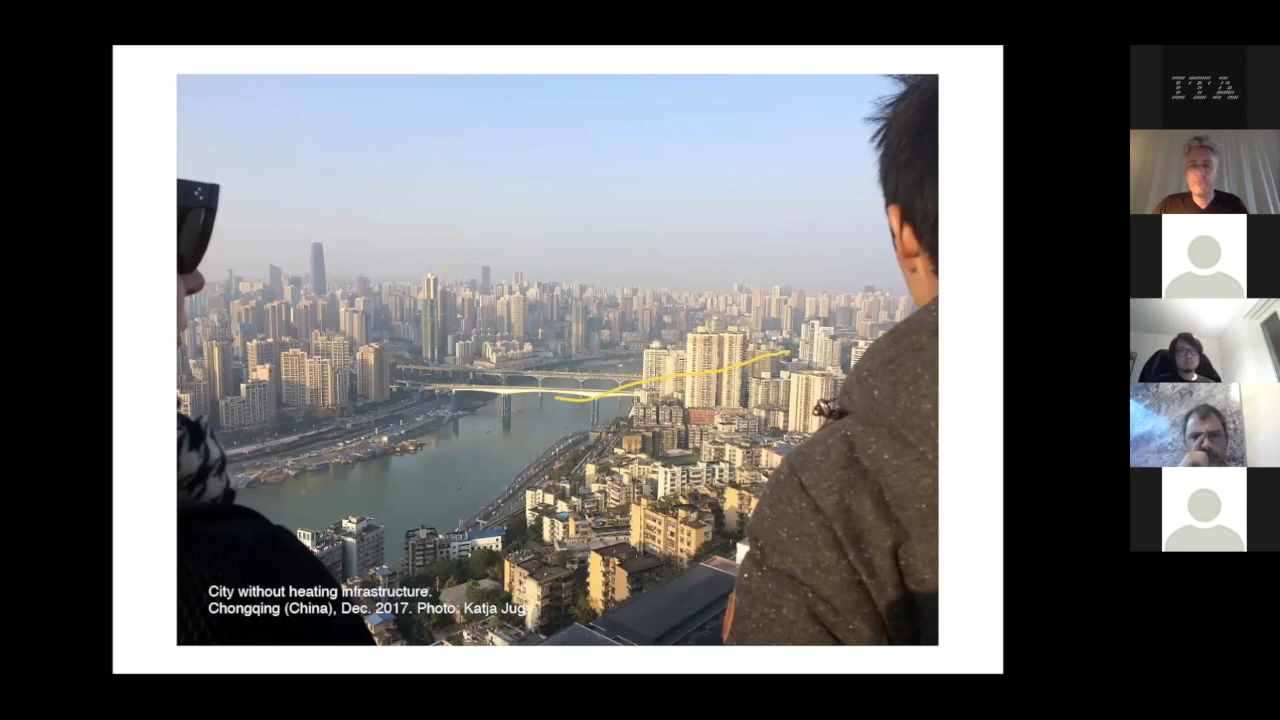 City without heating infrastructure.
Chongqing (China), Dec. 2017. Photo: Katja Jug